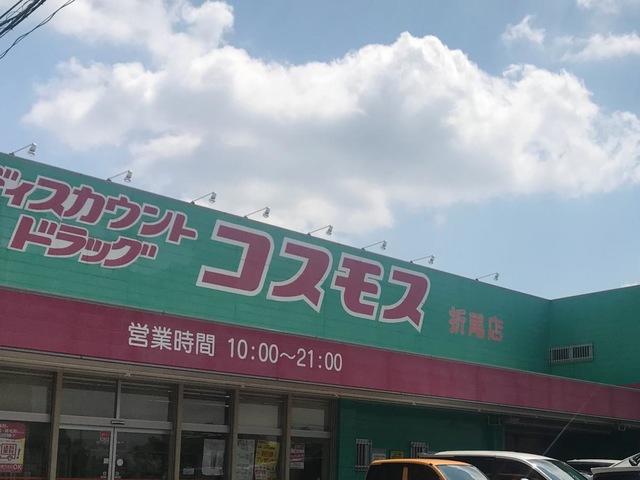 ディスカウント
ドラッグ
コスモス
折尾店
営業時間 10:00〜21:00